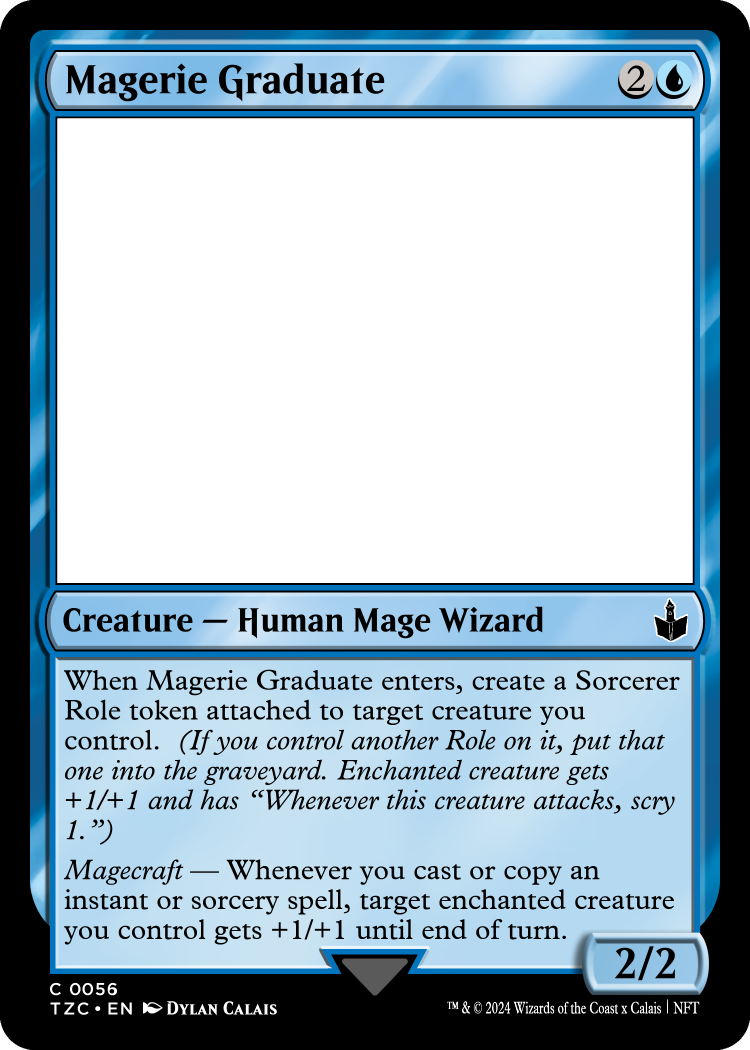 Magerie Graduate 2
Creature — Human Mage Wizard
When Magerie Graduate enters, create a Sorcerer
Role token attached to target creature you
control. (If you control another Role on it, put that
one into the graveyard. Enchanted creature gets
+1/+1 and has “Whenever this creature attacks, scry
1.”)
Magecraft — Whenever you cast or copy an
instant or sorcery spell, target enchanted creature
you control gets +1/+1 until end of turn.
2/2
C 0056
TZC • EN Dylan Calais
™ & © 2024 Wizards of the Coast x Calais | NFT